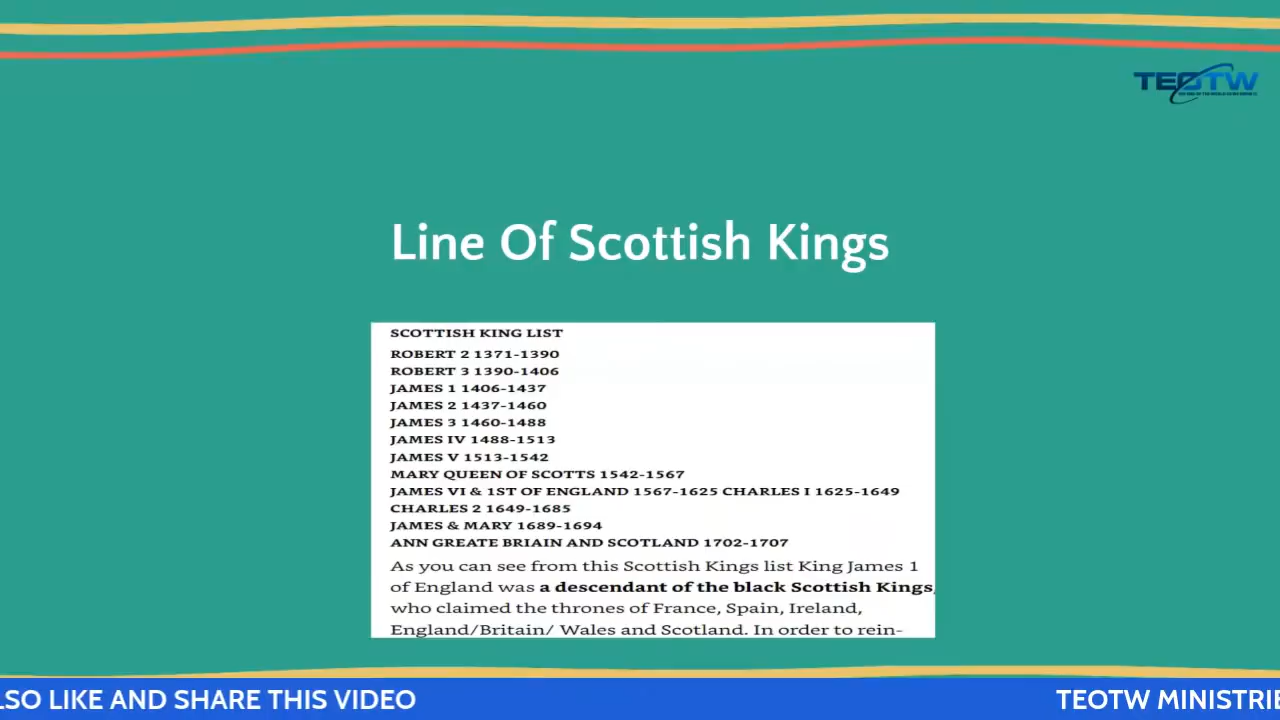 TEOTW
Line Of Scottish Kings
SCOTTISH KING LIST
ROBERT 2 1371-1390
ROBERT 3 1390-1406
JAMES 1 1406-1437
JAMES 2 1437-1460
JAMES 3 1460-1488
JAMES IV 1488-1513
JAMES V 1513-1542
MARY QUEEN OF SCOTTS 1542-1567
JAMES VI & 1ST OF ENGLAND 1567-1625 CHARLES I 1625-1649
CHARLES 2 1649-1685
JAMES & MARY 1689-1694
ANN GREATE BRIAIN AND SCOTLAND 1702-1707
As you can see from this Scottish Kings list King James 1
of England was a descendant of the black Scottish Kings,
who claimed the thrones of France, Spain, Ireland,
England/Britain/ Wales and Scotland. In order to rein-
LSO LIKE AND SHARE THIS VIDEO TEOTW MINISTRIE